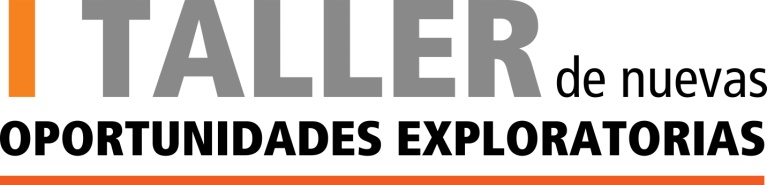 I TALLER de nuevas
OPORTUNIDADES EXPLORATORIAS